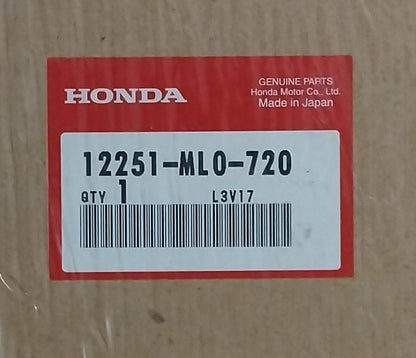 GENUINE PARTS
HONDA
Honda Motor Co., Ltd.
Made in Japan
12251-ML0-720
QTY 1 L3V17